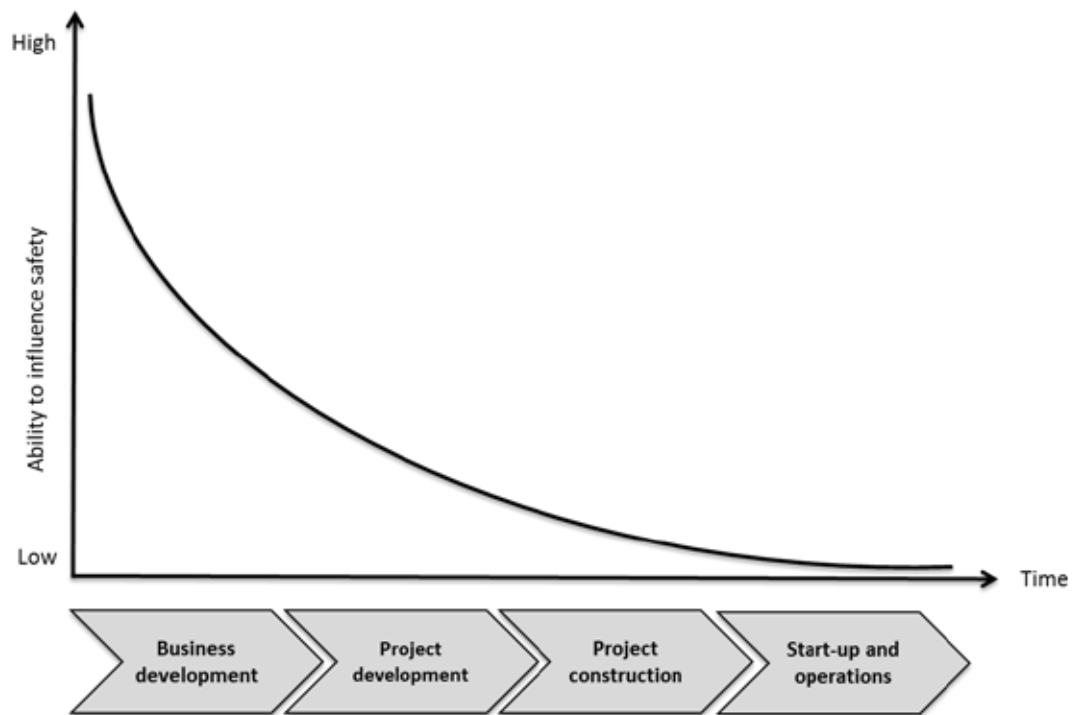 High
Ability to influence safety
Low
Time
Business
development
Project
development
Project
construction
Start-up and
operations